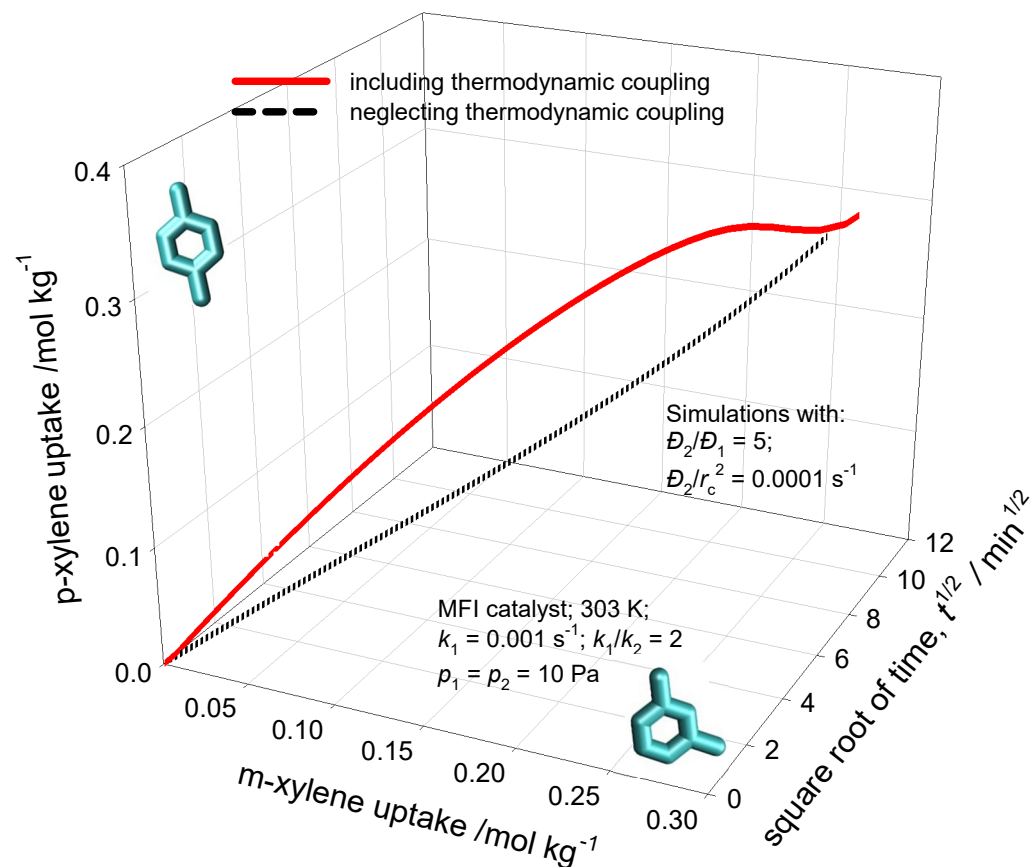 including thermodynamic coupling
neglecting thermodynamic coupling
0.4
0.3
0.2
0.1
0.0
p-xylene uptake /mol kg⁻¹
Simulations with:
Đ₂/Đ₁ = 5;
Đ₂/r_c² = 0.0001 s⁻¹
MFI catalyst; 303 K;
k₁ = 0.001 s⁻¹; k₁/k₂ = 2
p₁ = p₂ = 10 Pa
0.05
0.10
0.15
0.20
0.25
0.30
m-xylene uptake /mol kg⁻¹
12
10
8
6
4
2
0
square root of time, t^{1/2} / min^{1/2}